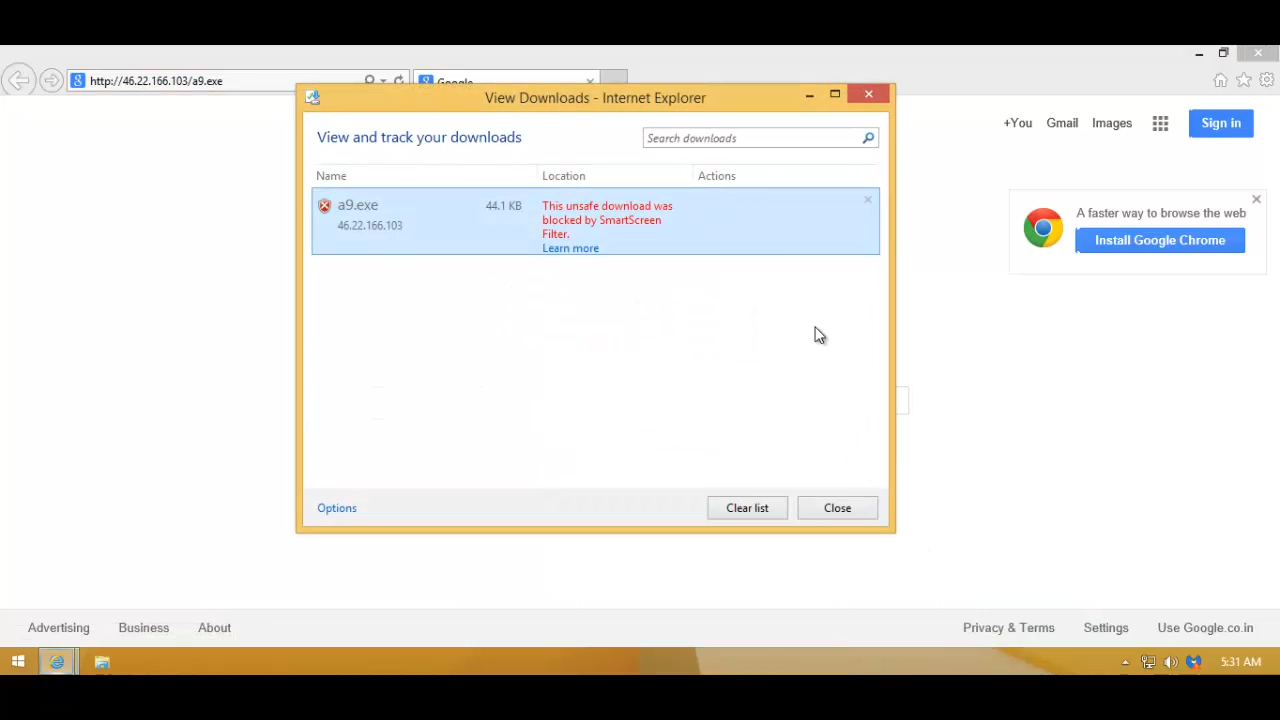 http://46.22.166.103/a9.exe
View Downloads - Internet Explorer
+You Gmail Images Sign in
View and track your downloads
Search downloads
Name Location Actions
a9.exe 44.1 KB
46.22.166.103
This unsafe download was
blocked by SmartScreen
Filter.
Learn more
A faster way to browse the web
Install Google Chrome
Options Clear list Close
Advertising Business About Privacy & Terms Settings Use Google.co.in
5:31 AM